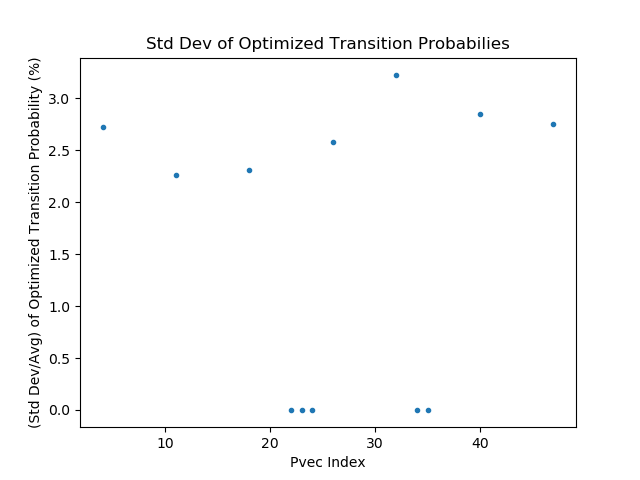 Std Dev of Optimized Transition Probabilies
(Std Dev/Avg) of Optimized Transition Probability (%)
3.0
2.5
2.0
1.5
1.0
0.5
0.0
10 20 30 40
Pvec Index